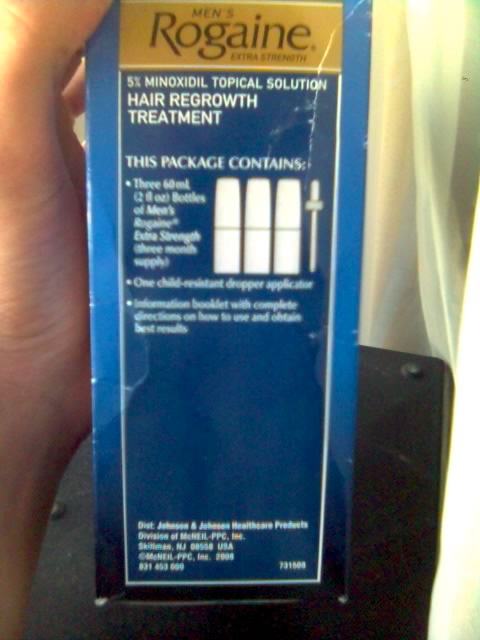 MEN'S
Rogaine®
EXTRA STRENGTH
5% MINOXIDIL TOPICAL SOLUTION
HAIR REGROWTH
TREATMENT
THIS PACKAGE CONTAINS:
• Three 60 mL
(2 fl oz) Bottles
of Men's
Rogaine®
Extra Strength
(three month
supply)
• One child-resistant dropper applicator
• Information booklet with complete
directions on how to use and obtain
best results
Dist: Johnson & Johnson Healthcare Products
Division of McNEIL-PPC, Inc.
Skillman, NJ 08558 USA
©McNEIL-PPC, Inc. 2008